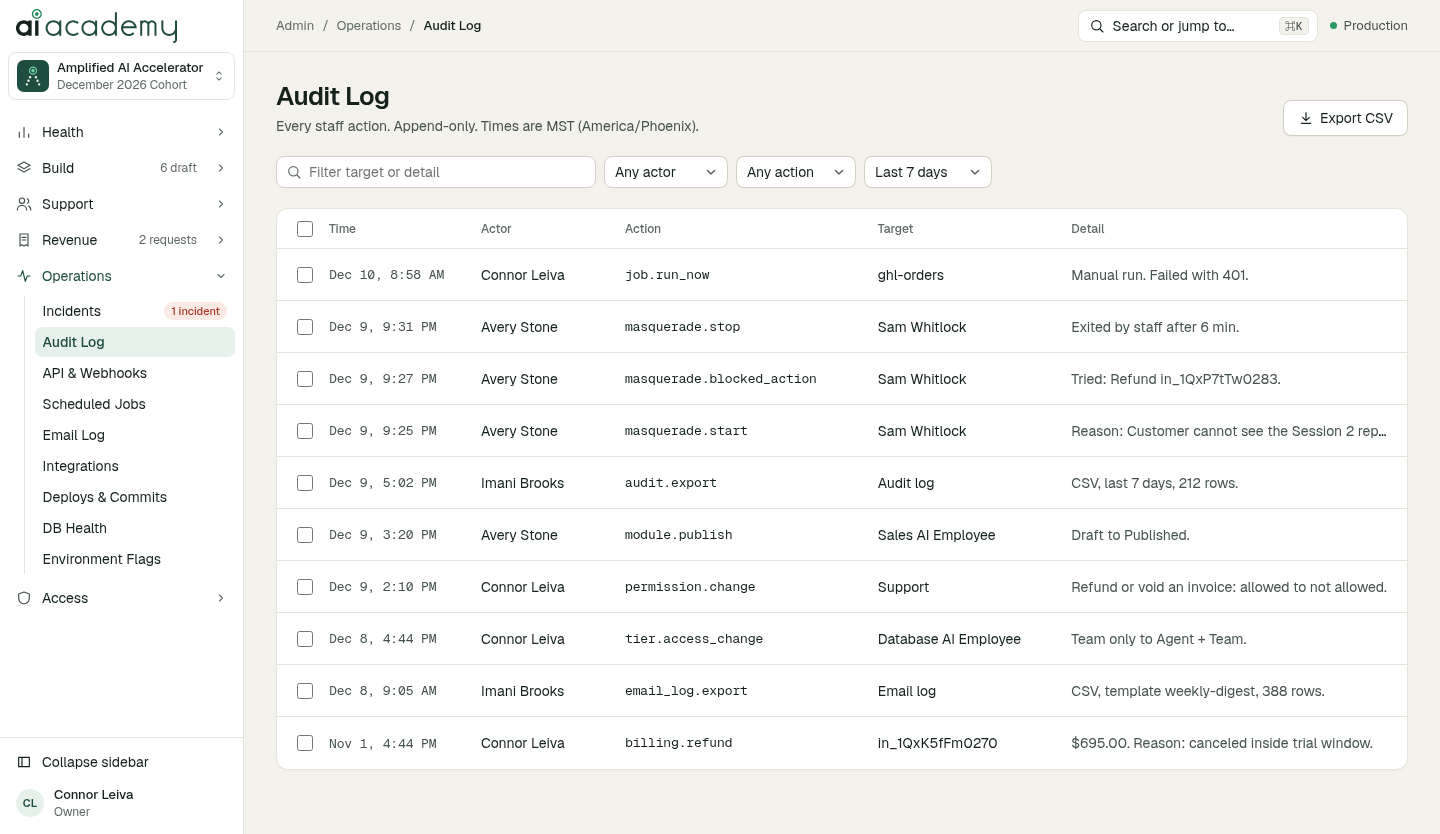 ai academy
Amplified AI Accelerator
December 2026 Cohort
Health
Build 6 draft
Support
Revenue 2 requests
Operations
Incidents 1 incident
Audit Log
API & Webhooks
Scheduled Jobs
Email Log
Integrations
Deploys & Commits
DB Health
Environment Flags
Access
Collapse sidebar
CL
Connor Leiva
Owner
Admin / Operations / Audit Log
Search or jump to… ⌘K
Production
Audit Log
Every staff action. Append-only. Times are MST (America/Phoenix).
Export CSV
Filter target or detail Any actor Any action Last 7 days
Time Actor Action Target Detail
Dec 10, 8:58 AM Connor Leiva job.run_now ghl-orders Manual run. Failed with 401.
Dec 9, 9:31 PM Avery Stone masquerade.stop Sam Whitlock Exited by staff after 6 min.
Dec 9, 9:27 PM Avery Stone masquerade.blocked_action Sam Whitlock Tried: Refund in_1QxP7tTw0283.
Dec 9, 9:25 PM Avery Stone masquerade.start Sam Whitlock Reason: Customer cannot see the Session 2 rep…
Dec 9, 5:02 PM Imani Brooks audit.export Audit log CSV, last 7 days, 212 rows.
Dec 9, 3:20 PM Avery Stone module.publish Sales AI Employee Draft to Published.
Dec 9, 2:10 PM Connor Leiva permission.change Support Refund or void an invoice: allowed to not allowed.
Dec 8, 4:44 PM Connor Leiva tier.access_change Database AI Employee Team only to Agent + Team.
Dec 8, 9:05 AM Imani Brooks email_log.export Email log CSV, template weekly-digest, 388 rows.
Nov 1, 4:44 PM Connor Leiva billing.refund in_1QxK5fFm0270 $695.00. Reason: canceled inside trial window.